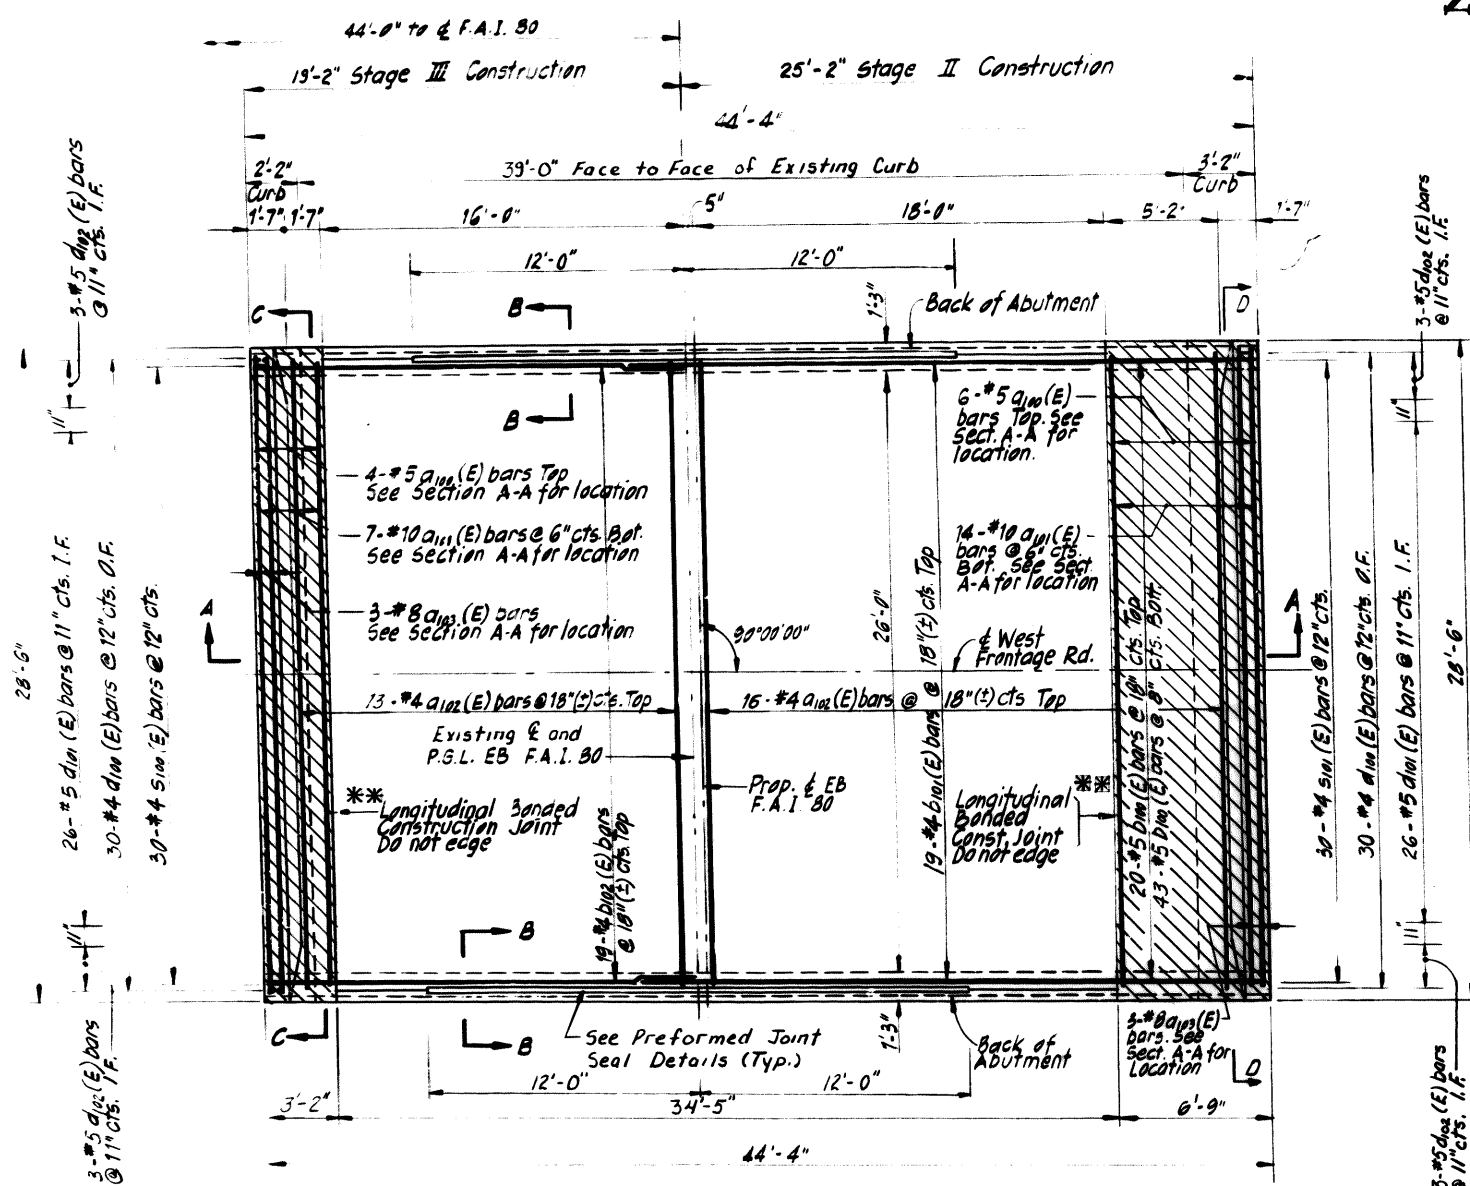 44'-0" to ℄ F.A.I. 80
19'-2" Stage III Construction
25'-2" Stage II Construction
44'-4"
39'-0" Face to Face of Existing Curb
2'-2"
Curb
3'-2"
Curb
1'-7"
1'-7"
16'-0"
5"
18'-0"
5'-2"
1'-7"
12'-0"
12'-0"
3-#5 d102 (E) bars
@ 11" cts. I.F.
3-#5 d102 (E) bars
@ 11" cts. I.F.
1'-3"
Back of Abutment
C
B
D
B
11"
11"
6-#5 a100 (E)
bars Top. See
Sect. A-A for
location.
4-#5 a100 (E) bars Top
See Section A-A for location
7-#10 a101 (E) bars @ 6" cts. Bot.
See Section A-A for location
14-#10 a101 (E)
bars @ 6" cts.
Bot. See Sect.
A-A for location
3-#8 a103 (E) bars
See Section A-A for location
A
A
90°00'00"
26'-0"
℄ West
Frontage Rd.
28'-6"
26-#5 d101 (E) bars @ 11" cts. I.F.
30-#4 d100 (E) bars @ 12" cts. O.F.
30-#4 s100 (E) bars @ 12" cts.
13-#4 a102 (E) bars @ 18"(±) cts. Top
16-#4 a102 (E) bars @ 18"(±) cts Top
Existing ℄ and
P.G.L. EB F.A.I. 80
Prop. ℄ EB
F.A.I. 80
**
Longitudinal Bonded
Construction Joint
Do not edge
**
Longitudinal
Bonded
Const. Joint
Do not edge
19-#4 b102 (E) bars
@ 18"(±) cts. Top
19-#4 b101 (E) bars @ 18"(±) cts. Top
20-#5 b100 (E) bars @ 18" cts. Top
43-#5 b100 (E) bars @ 8" cts. Bott.
30-#4 s101 (E) bars @ 12" cts.
30-#4 d100 (E) bars @ 12" cts. O.F.
26-#5 d101 (E) bars @ 11" cts. I.F.
28'-6"
11"
11"
B
C
B
See Preformed Joint
Seal Details (Typ.)
1'-3"
Back of
Abutment
3-#8 a103 (E)
bars. See
Sect. A-A for
Location
D
3-#5 d102 (E) bars
@ 11" cts. I.F.
3-#5 d102 (E) bars
@ 11" cts. I.F.
12'-0"
12'-0"
3'-2"
34'-5"
6'-9"
44'-4"